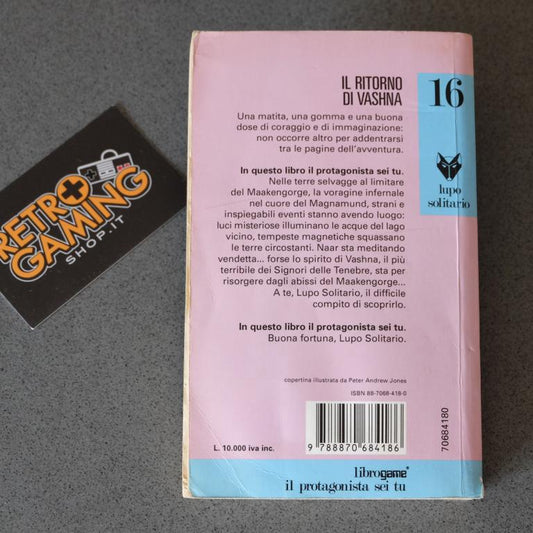 IL RITORNO
DI VASHNA
16
Una matita, una gomma e una buona
dose di coraggio e di immaginazione:
non occorre altro per addentrarsi
tra le pagine dell'avventura.
lupo
solitario
In questo libro il protagonista sei tu.
Nelle terre selvagge al limitare
del Maakengorge, la voragine infernale
nel cuore del Magnamund, strani e
inspiegabili eventi stanno avendo luogo:
luci misteriose illuminano le acque del lago
vicino, tempeste magnetiche squassano
le terre circostanti. Naar sta meditando
vendetta... forse lo spirito di Vashna, il più
terribile dei Signori delle Tenebre, sta per
risorgere dagli abissi del Maakengorge...
A te, Lupo Solitario, il difficile
compito di scoprirlo.
In questo libro il protagonista sei tu.
Buona fortuna, Lupo Solitario.
copertina illustrata da Peter Andrew Jones
ISBN 88-7068-418-0
9 788870 684186
70684180
L. 10.000 iva inc.
librogame®
il protagonista sei tu
RETRO
GAMING
SHOP.IT